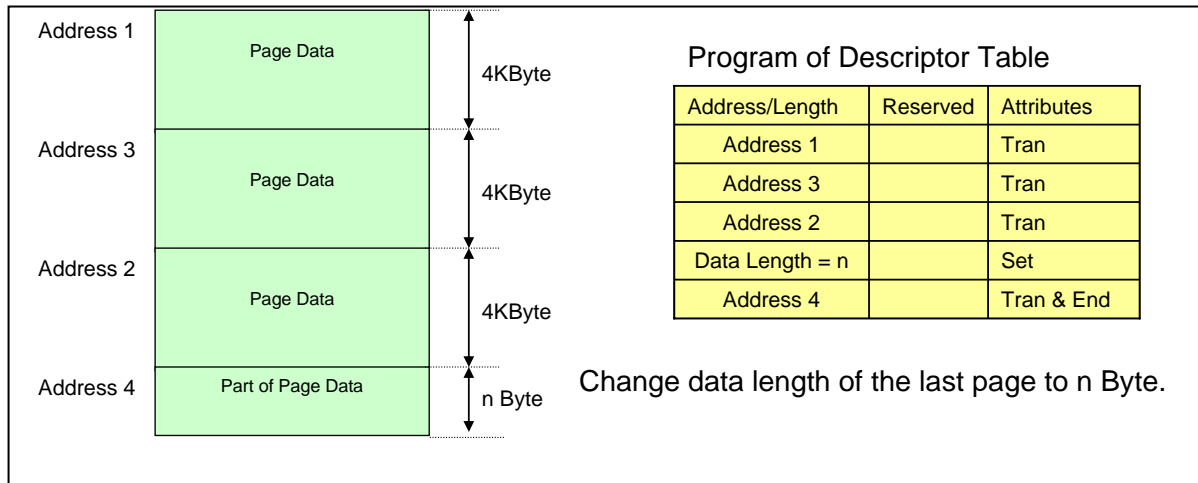 Address 1
Page Data
4KByte
Address 3
Page Data
4KByte
Address 2
Page Data
4KByte
Address 4
Part of Page Data
n Byte
Program of Descriptor Table
Address/Length Reserved Attributes
Address 1 Tran
Address 3 Tran
Address 2 Tran
Data Length = n Set
Address 4 Tran & End
Change data length of the last page to n Byte.